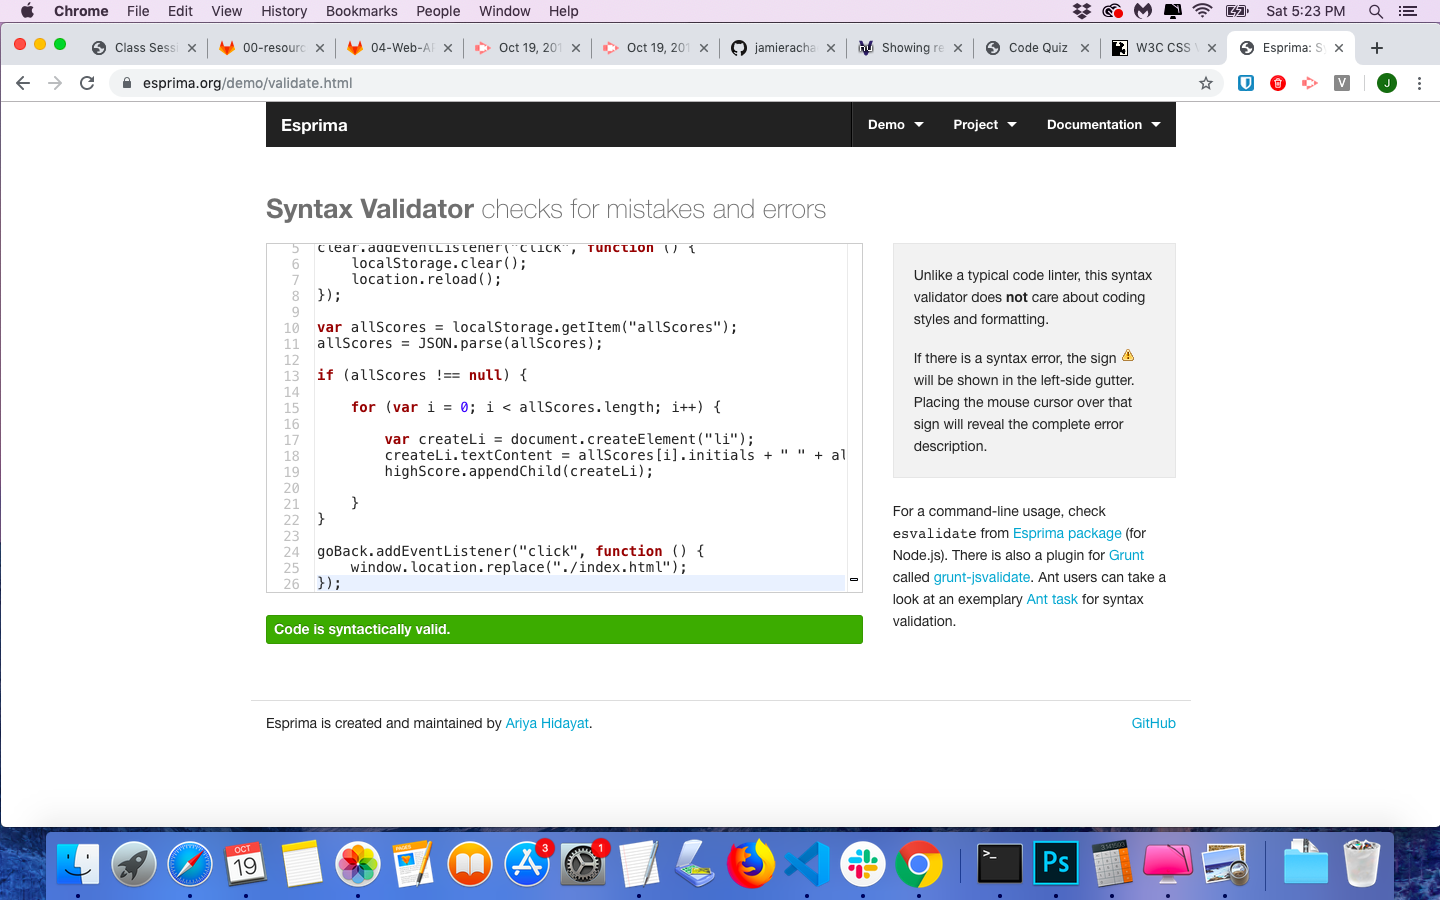 Chrome File Edit View History Bookmarks People Window Help Sat 5:23 PM
Class Sessi 00-resourc 04-Web-AP Oct 19, 201 Oct 19, 201 jamieracha Showing re Code Quiz W3C CSS V Esprima: S
esprima.org/demo/validate.html V J
Esprima Demo Project Documentation
Syntax Validator checks for mistakes and errors
5 clear.addEventListener("click", function () {
6 localStorage.clear();
7 location.reload();
8 });
9
10 var allScores = localStorage.getItem("allScores");
11 allScores = JSON.parse(allScores);
12
13 if (allScores !== null) {
14
15 for (var i = 0; i < allScores.length; i++) {
16
17 var createLi = document.createElement("li");
18 createLi.textContent = allScores[i].initials + " " + al
19 highScore.appendChild(createLi);
20
21 }
22 }
23
24 goBack.addEventListener("click", function () {
25 window.location.replace("./index.html");
26 });
Code is syntactically valid.
Unlike a typical code linter, this syntax
validator does not care about coding
styles and formatting.
If there is a syntax error, the sign
will be shown in the left-side gutter.
Placing the mouse cursor over that
sign will reveal the complete error
description.
For a command-line usage, check
esvalidate from Esprima package (for
Node.js). There is also a plugin for Grunt
called grunt-jsvalidate. Ant users can take a
look at an exemplary Ant task for syntax
validation.
Esprima is created and maintained by Ariya Hidayat.
GitHub
OCT
19
PAGES
3
1
>_
Ps